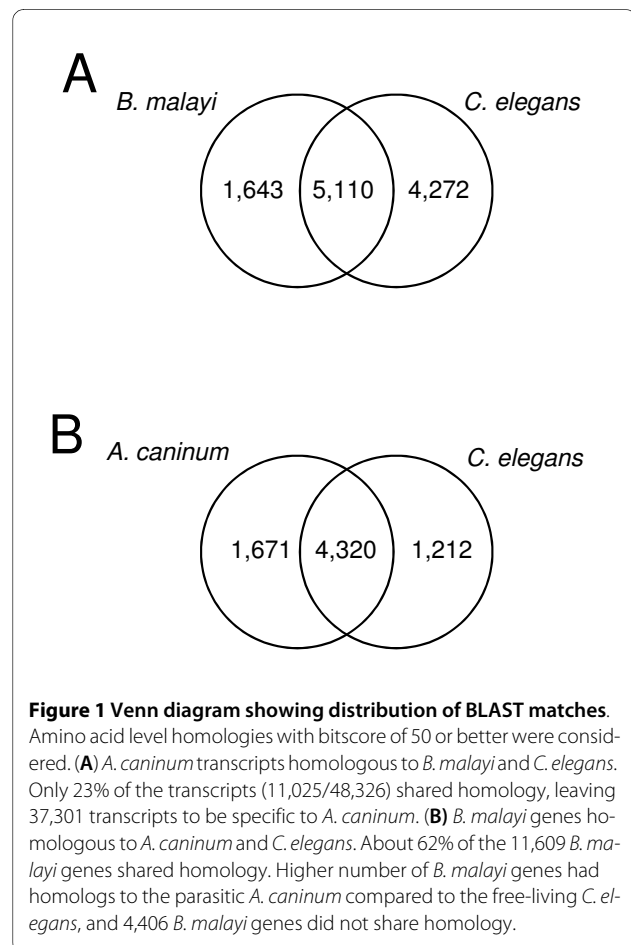 A
B. malayi
C. elegans
1,643
5,110
4,272
B
A. caninum
C. elegans
1,671
4,320
1,212
Figure 1 Venn diagram showing distribution of BLAST matches.
Amino acid level homologies with bitscore of 50 or better were consid-
ered. (A) A. caninum transcripts homologous to B. malayi and C. elegans.
Only 23% of the transcripts (11,025/48,326) shared homology, leaving
37,301 transcripts to be specific to A. caninum. (B) B. malayi genes ho-
mologous to A. caninum and C. elegans. About 62% of the 11,609 B. ma-
layi genes shared homology. Higher number of B. malayi genes had
homologs to the parasitic A. caninum compared to the free-living C. el-
egans, and 4,406 B. malayi genes did not share homology.